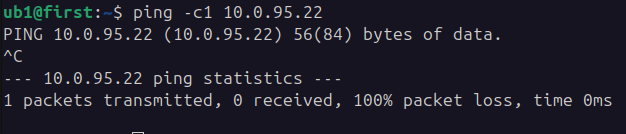 ub1@first:~$ ping -c1 10.0.95.22
PING 10.0.95.22 (10.0.95.22) 56(84) bytes of data.
^C
--- 10.0.95.22 ping statistics ---
1 packets transmitted, 0 received, 100% packet loss, time 0ms